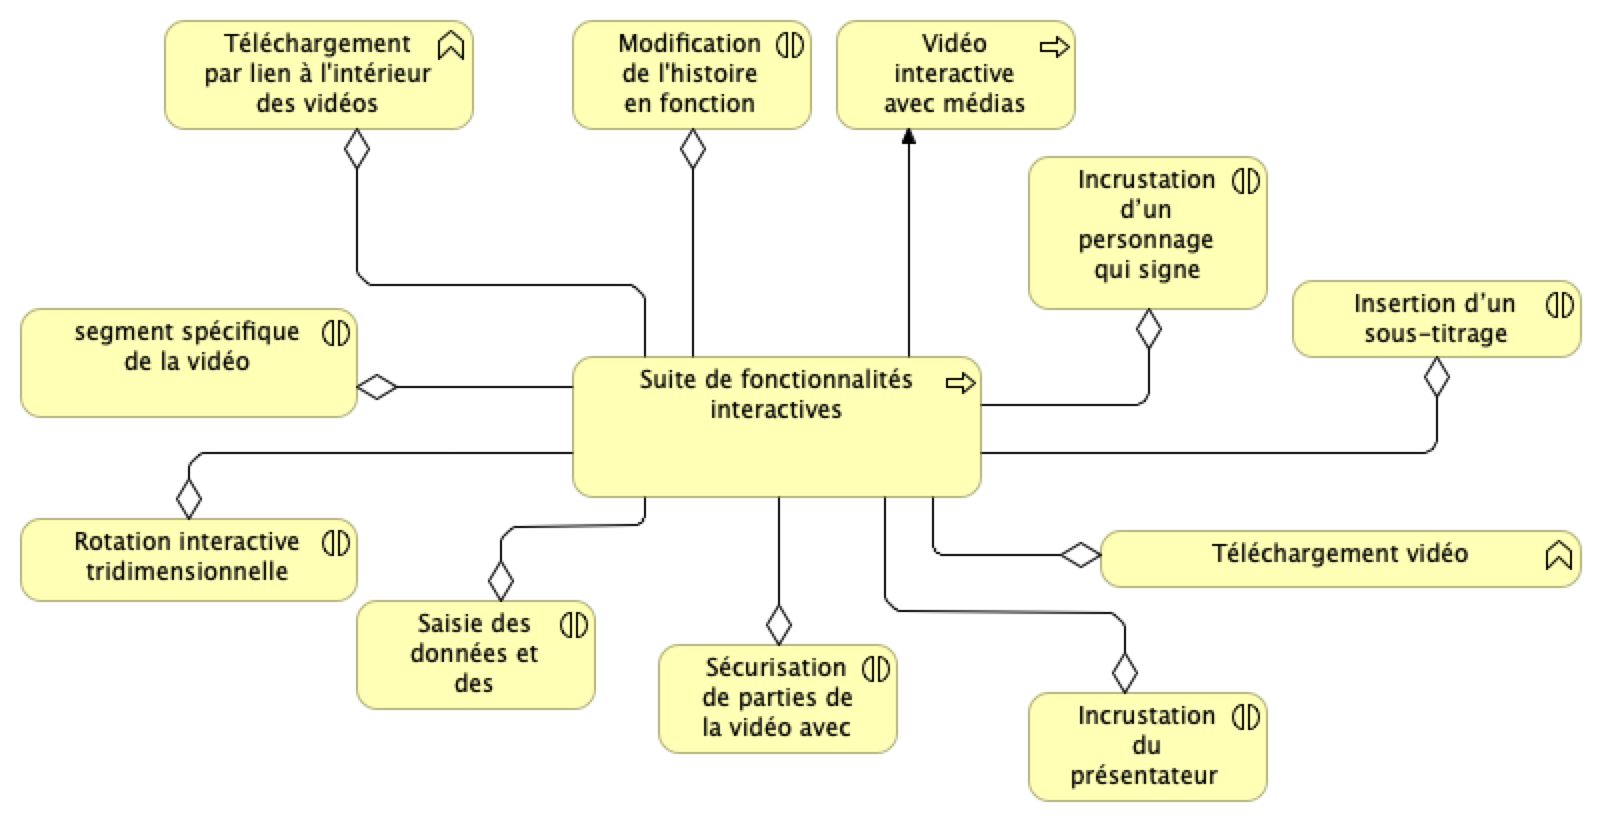 Téléchargement
par lien à l'intérieur
des vidéos
Modification
de l'histoire
en fonction
Vidéo
interactive
avec médias
Incrustation
d’un
personnage
qui signe
Insertion d’un
sous-titrage
segment spécifique
de la vidéo
Suite de fonctionnalités
interactives
Rotation interactive
tridimensionnelle
Téléchargement vidéo
Saisie des
données et
des
Sécurisation
de parties de
la vidéo avec
Incrustation
du
présentateur